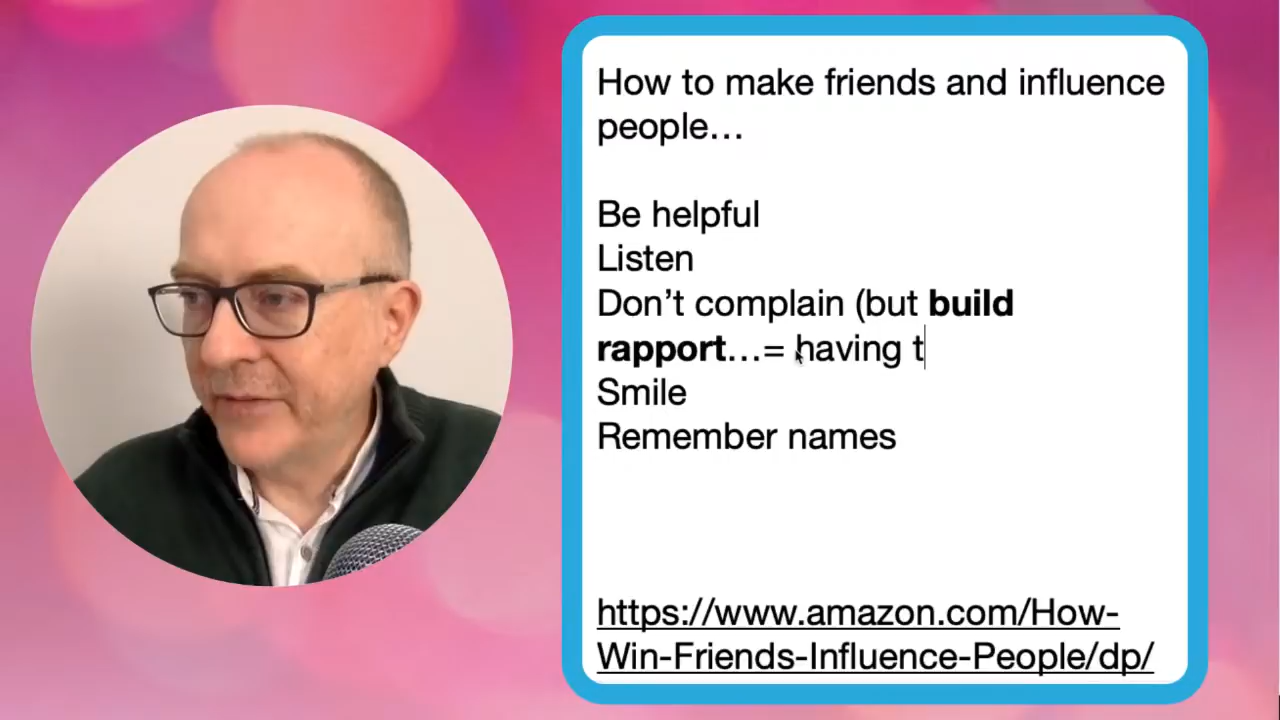 How to make friends and influence
people…
Be helpful
Listen
Don’t complain (but build
rapport…= having t
Smile
Remember names
https://www.amazon.com/How-
Win-Friends-Influence-People/dp/